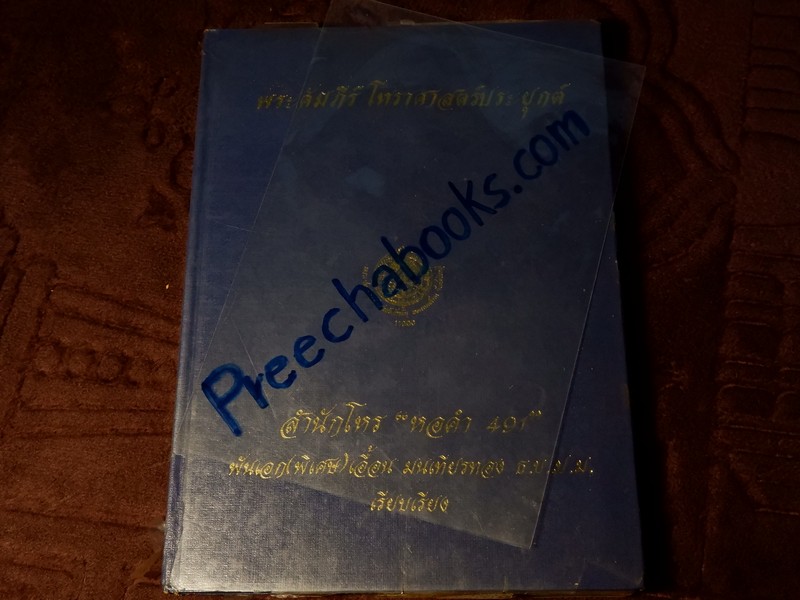 พระคัมภีร์ โหราศาสตร์ประยุกต์
Preechabooks.com
สำนักโหร "หอคำ 491"
พันเอก(พิเศษ)เอื้อน มนเทียรทอง ธ.บ.ป.ม.
เรียบเรียง